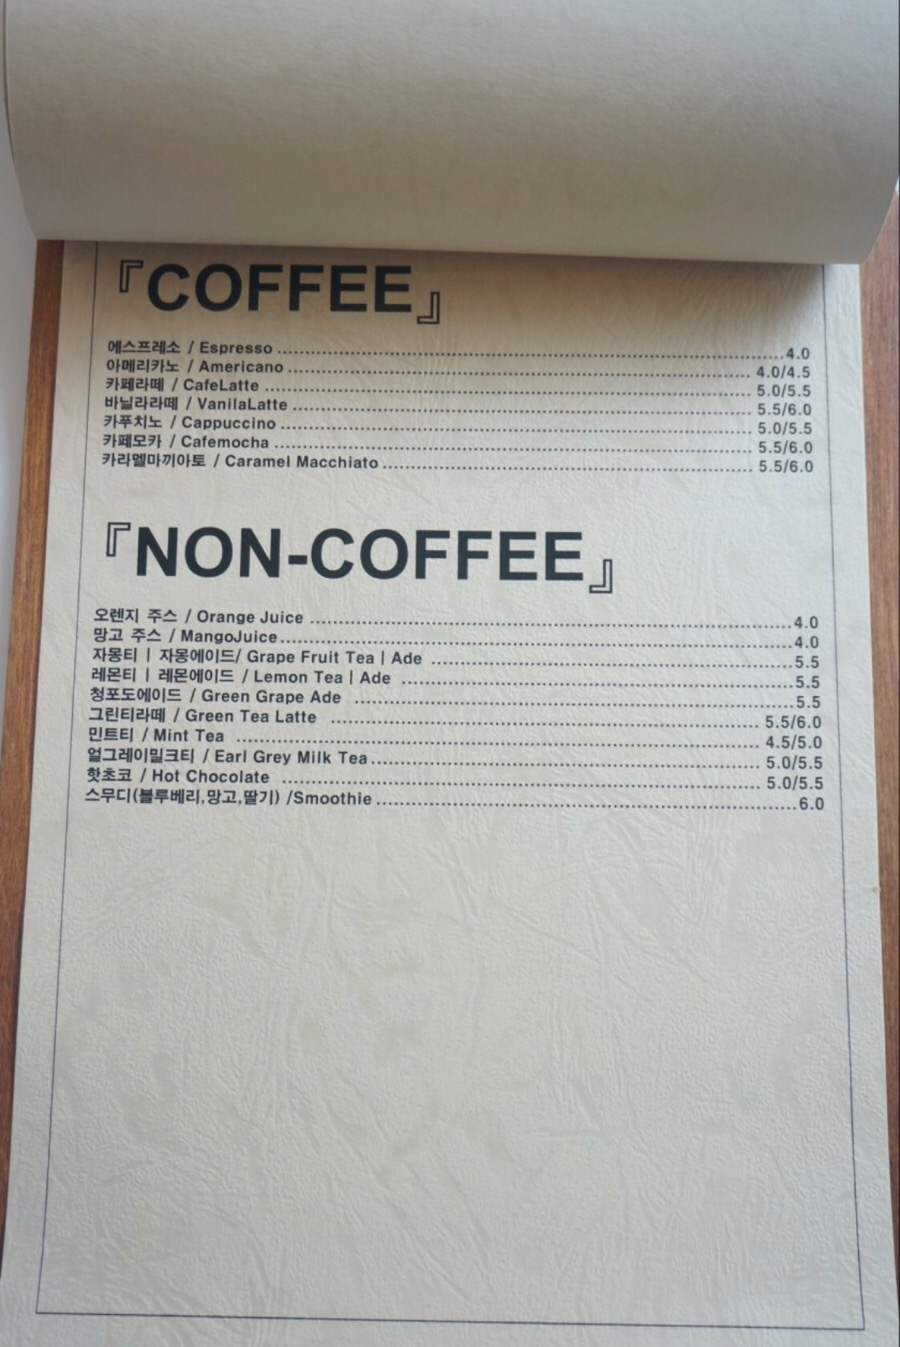 『COFFEE』
에스프레소 / Espresso ........ 4.0
아메리카노 / Americano ........ 4.0/4.5
카페라떼 / CafeLatte ........ 5.0/5.5
바닐라라떼 / VanilaLatte ........ 5.5/6.0
카푸치노 / Cappuccino ........ 5.0/5.5
카페모카 / Cafemocha ........ 5.5/6.0
카라멜마끼아토 / Caramel Macchiato ........ 5.5/6.0
『NON-COFFEE』
오렌지 주스 / Orange Juice ........ 4.0
망고 주스 / MangoJuice ........ 4.0
자몽티 | 자몽에이드/ Grape Fruit Tea | Ade ........ 5.5
레몬티 | 레몬에이드 / Lemon Tea | Ade ........ 5.5
청포도에이드 / Green Grape Ade ........ 5.5
그린티라떼 / Green Tea Latte ........ 5.5/6.0
민트티 / Mint Tea ........ 4.5/5.0
얼그레이밀크티 / Earl Grey Milk Tea ........ 5.0/5.5
핫초코 / Hot Chocolate ........ 5.0/5.5
스무디(블루베리,망고,딸기) /Smoothie ........ 6.0